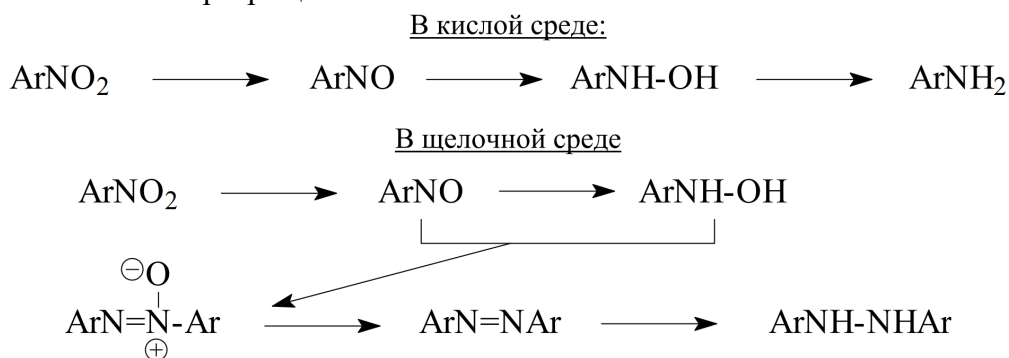 В кислой среде:
ArNO₂ ArNO ArNH-OH ArNH₂
В щелочной среде
ArNO₂ ArNO ArNH-OH
⊖O
ArN=N-Ar ArN=NAr ArNH-NHAr
⊕